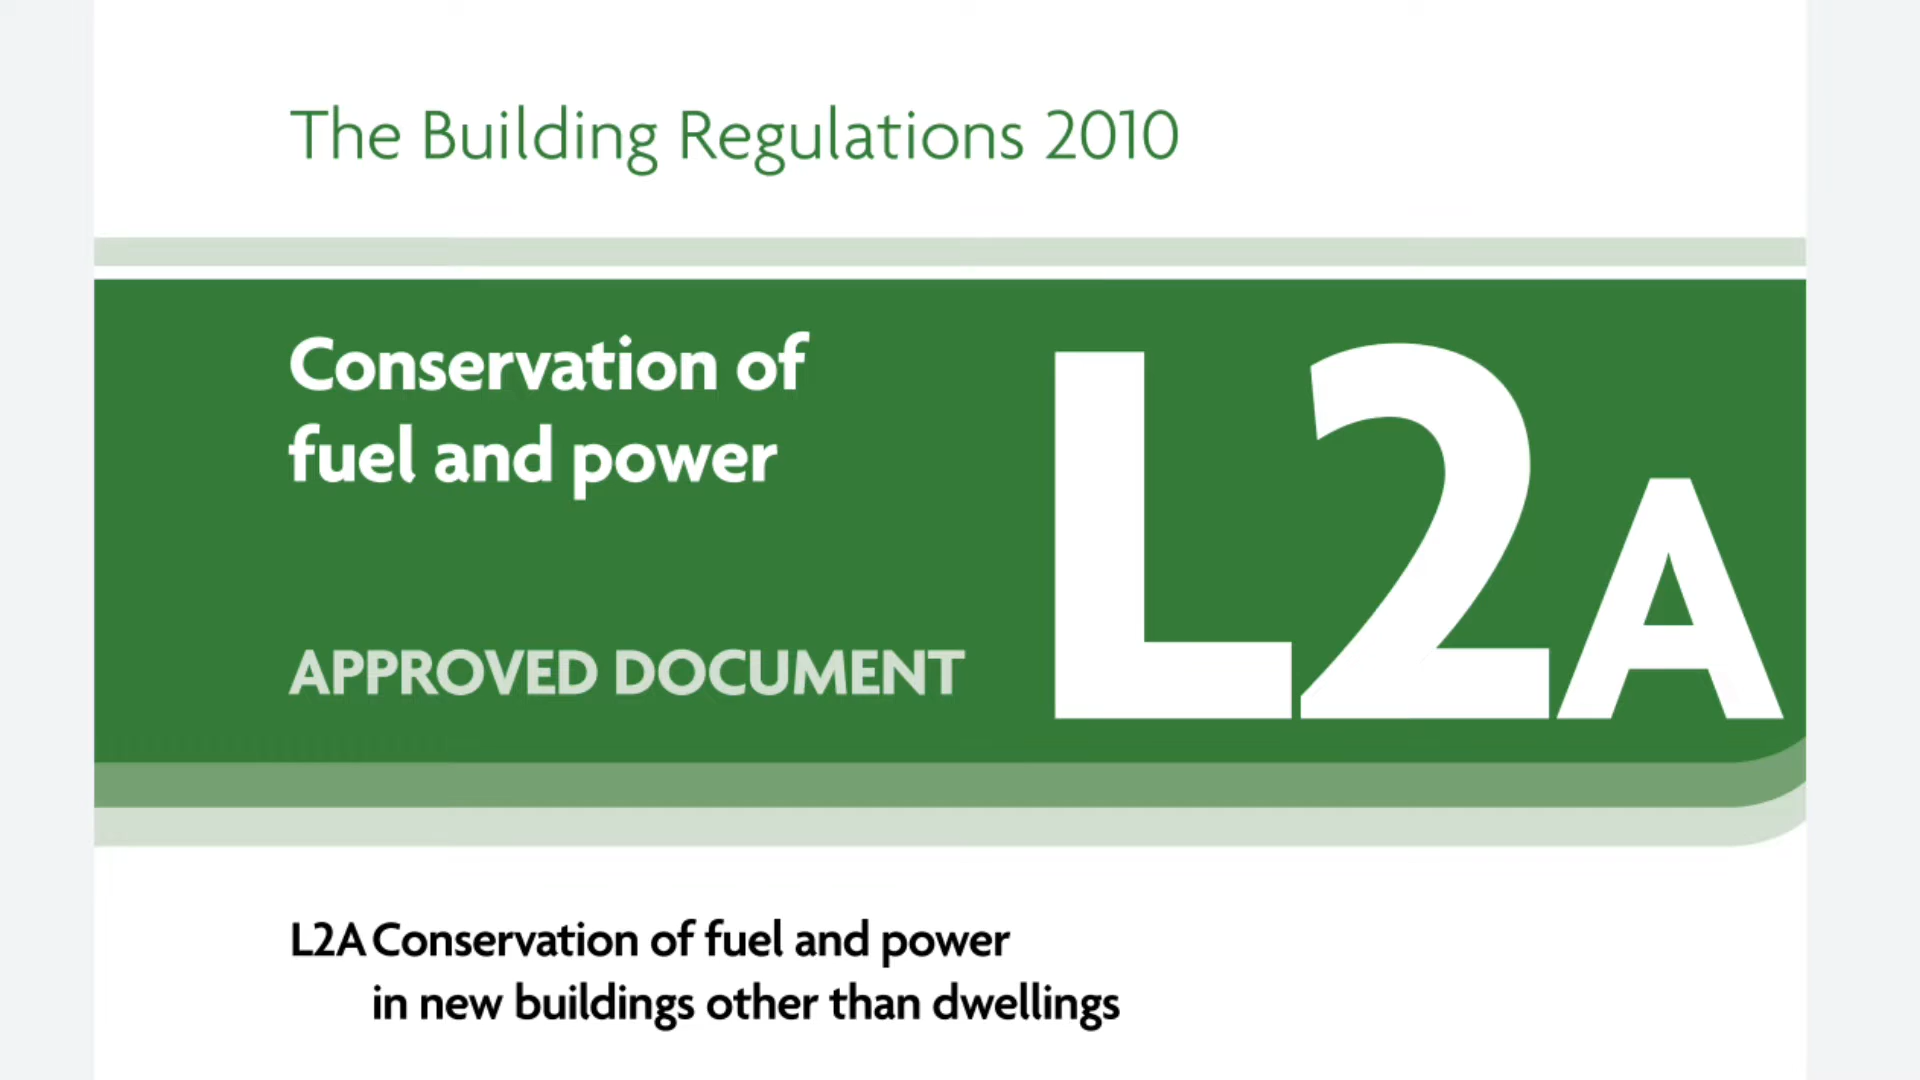 The Building Regulations 2010
Conservation of
fuel and power
APPROVED DOCUMENT
L2A
L2A Conservation of fuel and power
in new buildings other than dwellings